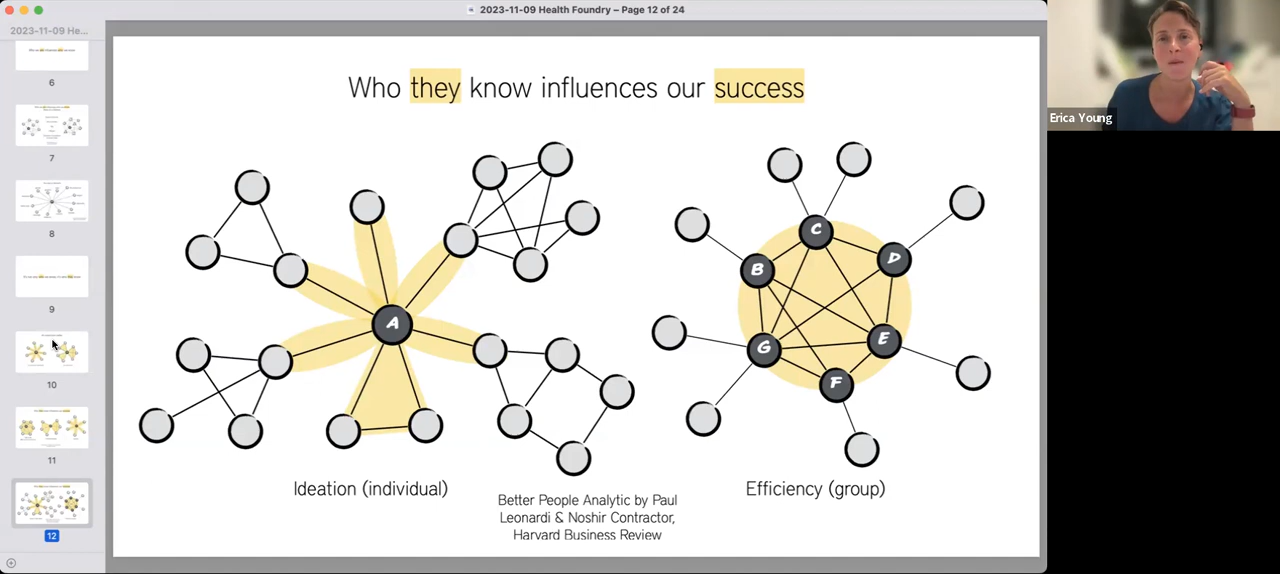 2023-11-09 Health Foundry – Page 12 of 24
2023-11-09 He...
6
7
8
9
10
11
12
Who they know influences our success
A
B
C
D
E
F
G
Ideation (individual)
Better People Analytic by Paul
Leonardi & Noshir Contractor,
Harvard Business Review
Efficiency (group)
Erica Young